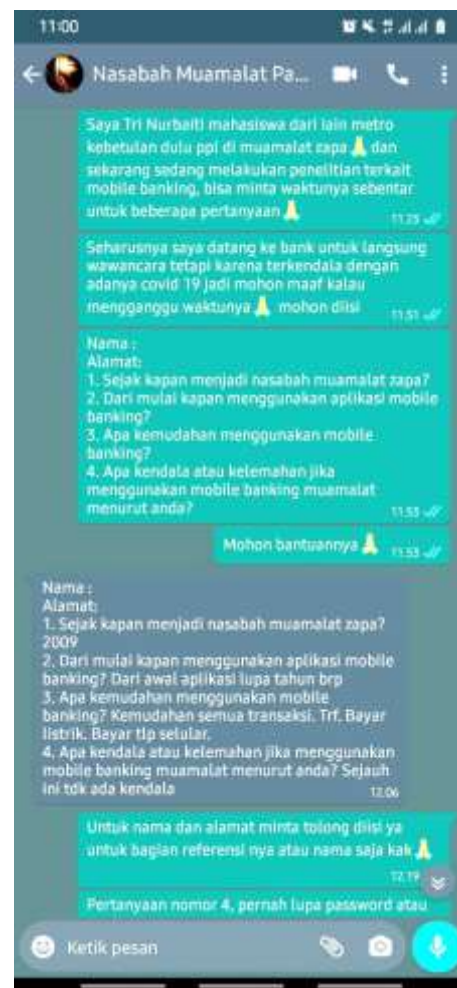 11:00
Nasabah Muamalat Pa...
Saya Tri Nurbaiti mahasiswa dari iain metro
kebetulan dulu ppl di muamalat zapa 🙏 dan
sekarang sedang melakukan penelitian terkait
mobile banking, bisa minta waktunya sebentar
untuk beberapa pertanyaan 🙏
Seharusnya saya datang ke bank untuk langsung
wawancara tetapi karena terkendala dengan
adanya covid 19 jadi mohon maaf kalau
mengganggu waktunya 🙏 mohon diisi
11.51
Nama :
Alamat:
1. Sejak kapan menjadi nasabah muamalat zapa?
2. Dari mulai kapan menggunakan aplikasi mobile
banking?
3. Apa kemudahan menggunakan mobile
banking?
4. Apa kendala atau kelemahan jika
menggunakan mobile banking muamalat
menurut anda?
11.53
Mohon bantuannya 🙏 11.53
Nama :
Alamat:
1. Sejak kapan menjadi nasabah muamalat zapa?
2009
2. Dari mulai kapan menggunakan aplikasi mobile
banking? Dari awal aplikasi lupa tahun brp
3. Apa kemudahan menggunakan mobile
banking? Kemudahan semua transaksi. Trf. Bayar
listrik. Bayar tlp selular.
4. Apa kendala atau kelemahan jika menggunakan
mobile banking muamalat menurut anda? Sejauh
ini tdk ada kendala
12.06
Untuk nama dan alamat minta tolong diisi ya
untuk bagian referensi nya atau nama saja kak 🙏
12.19
Pertanyaan nomor 4, pernah lupa password atau
Ketik pesan